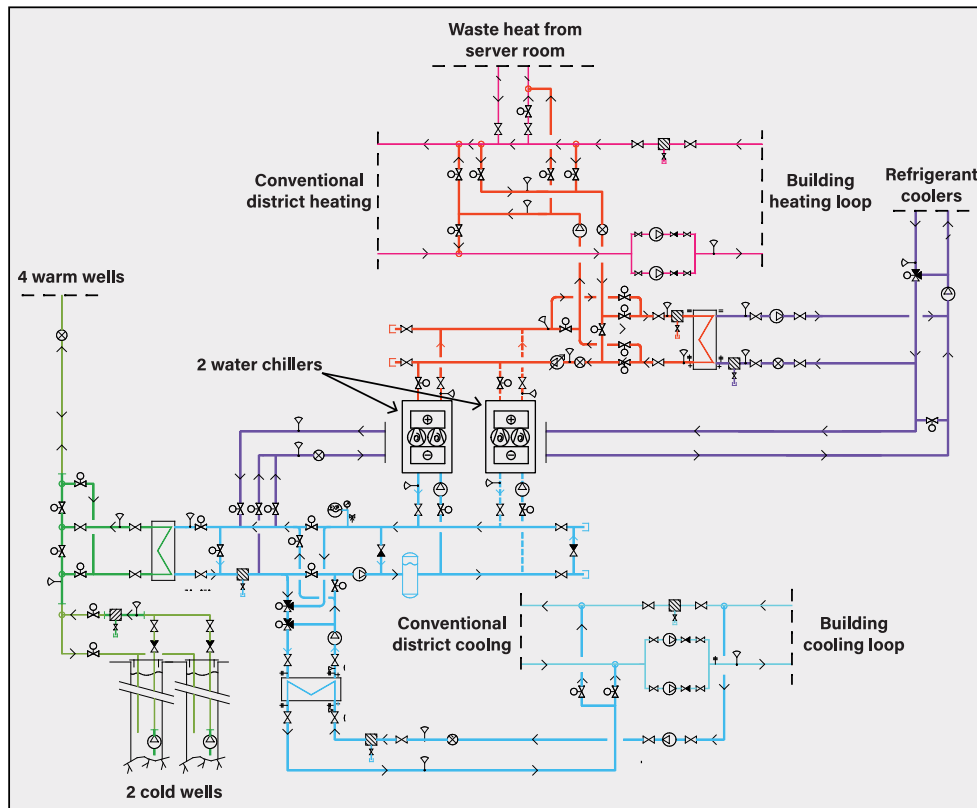 Waste heat from
server room
Conventional
district heating
Building
heating loop
Refrigerant
coolers
4 warm wells
2 water chillers
Conventional
district coolng
Building
cooling loop
2 cold wells